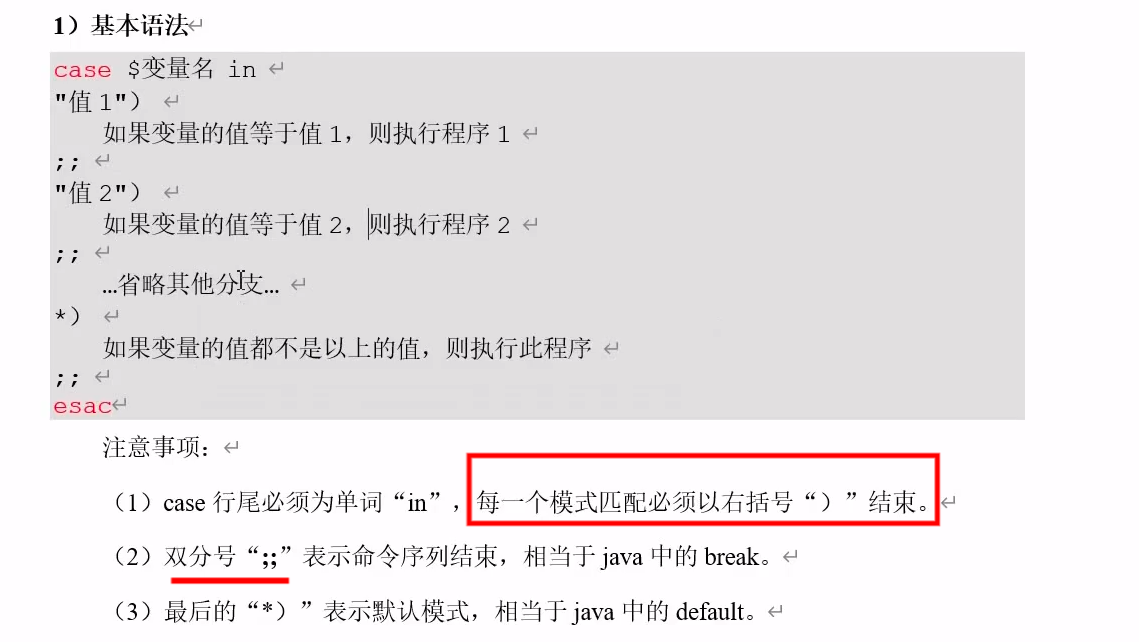 1）基本语法↵
case $变量名 in ↵
"值 1"） ↵
如果变量的值等于值 1，则执行程序 1 ↵
;; ↵
"值 2"） ↵
如果变量的值等于值 2，则执行程序 2 ↵
;; ↵
…省略其他分支… ↵
*） ↵
如果变量的值都不是以上的值，则执行此程序 ↵
;; ↵
esac↵
注意事项： ↵
（1）case 行尾必须为单词“in”，每一个模式匹配必须以右括号“）”结束。↵
（2）双分号“;;”表示命令序列结束，相当于 java 中的 break。↵
（3）最后的“*）”表示默认模式，相当于 java 中的 default。↵